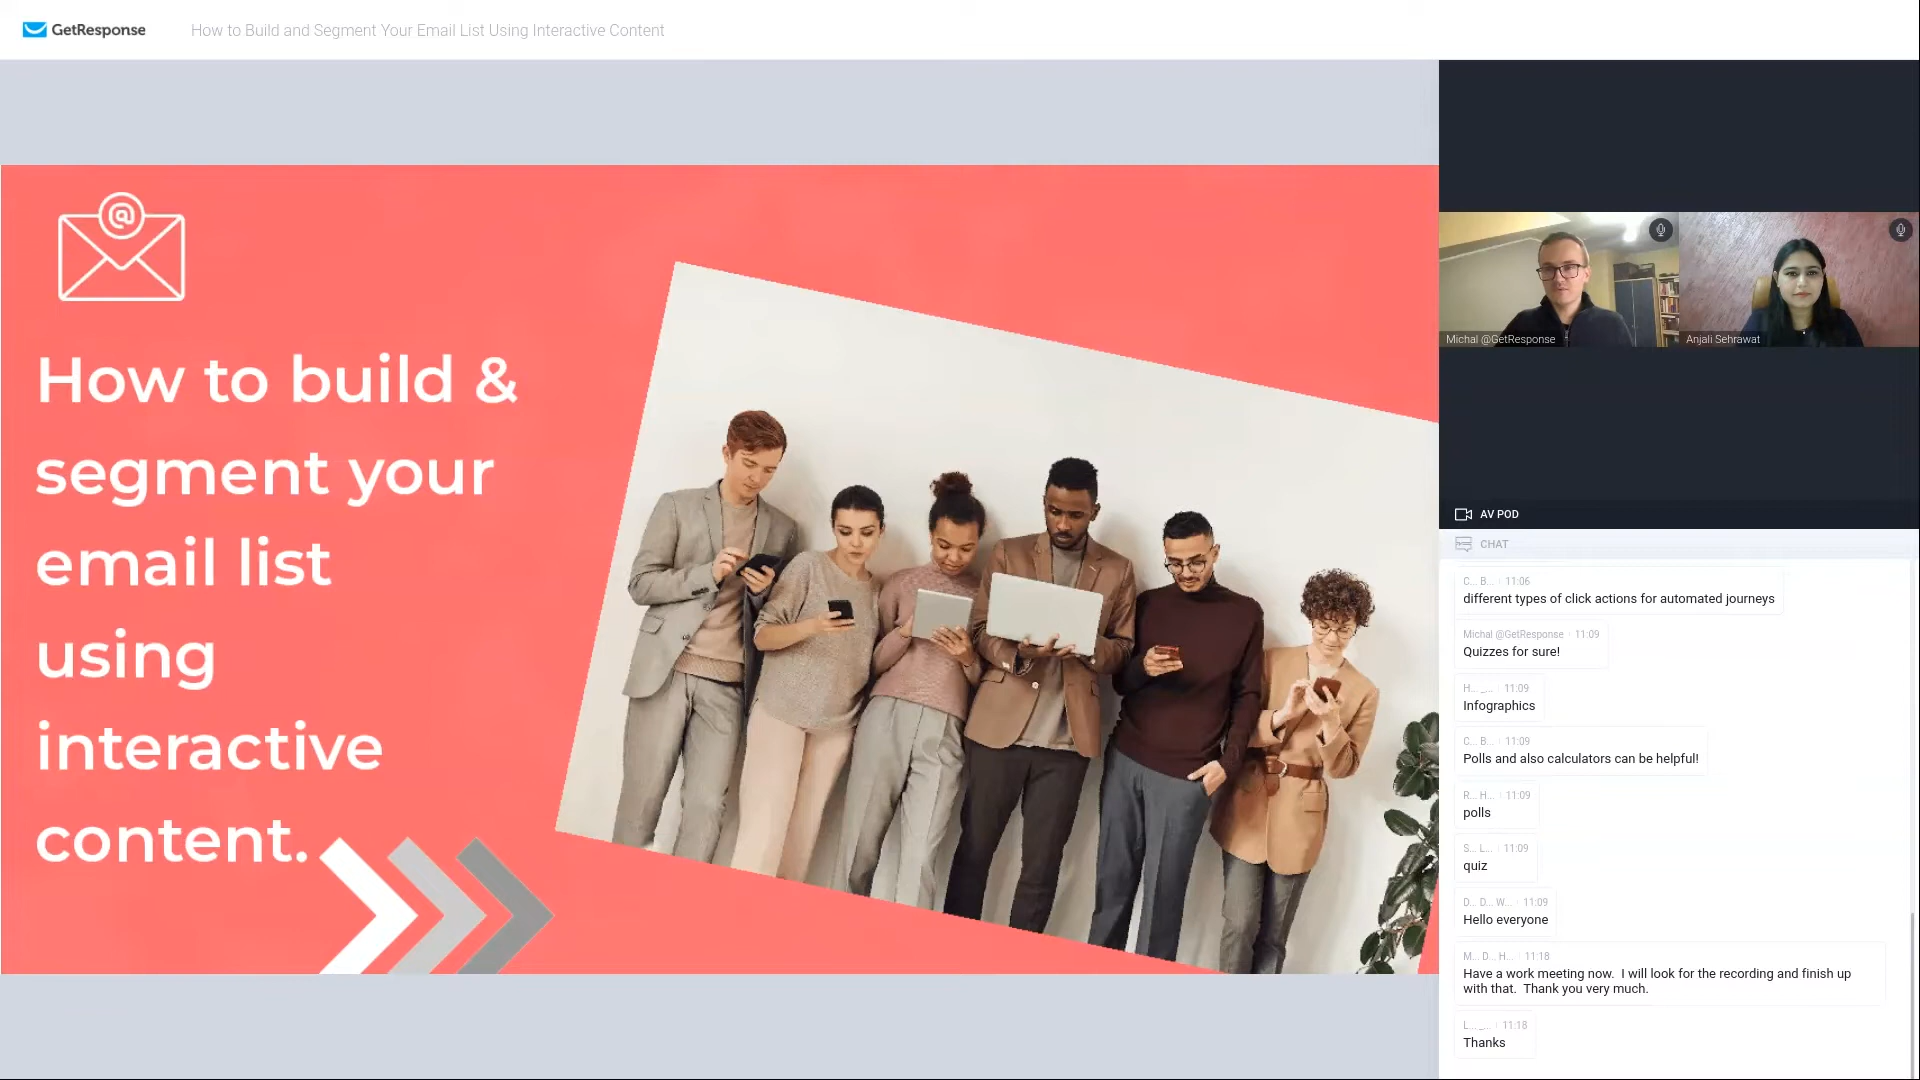 GetResponse
How to Build and Segment Your Email List Using Interactive Content
@
How to build &
segment your
email list
using
interactive
content.
Michal @GetResponse
Anjali Sehrawat
AV POD
CHAT
C... B... 11:06
different types of click actions for automated journeys
Michal @GetResponse 11:09
Quizzes for sure!
H... _... 11:09
Infographics
C... B... 11:09
Polls and also calculators can be helpful!
R... H... 11:09
polls
S... L... 11:09
quiz
D... D... W... 11:09
Hello everyone
M... D... H... 11:18
Have a work meeting now. I will look for the recording and finish up
with that. Thank you very much.
L... _... 11:18
Thanks